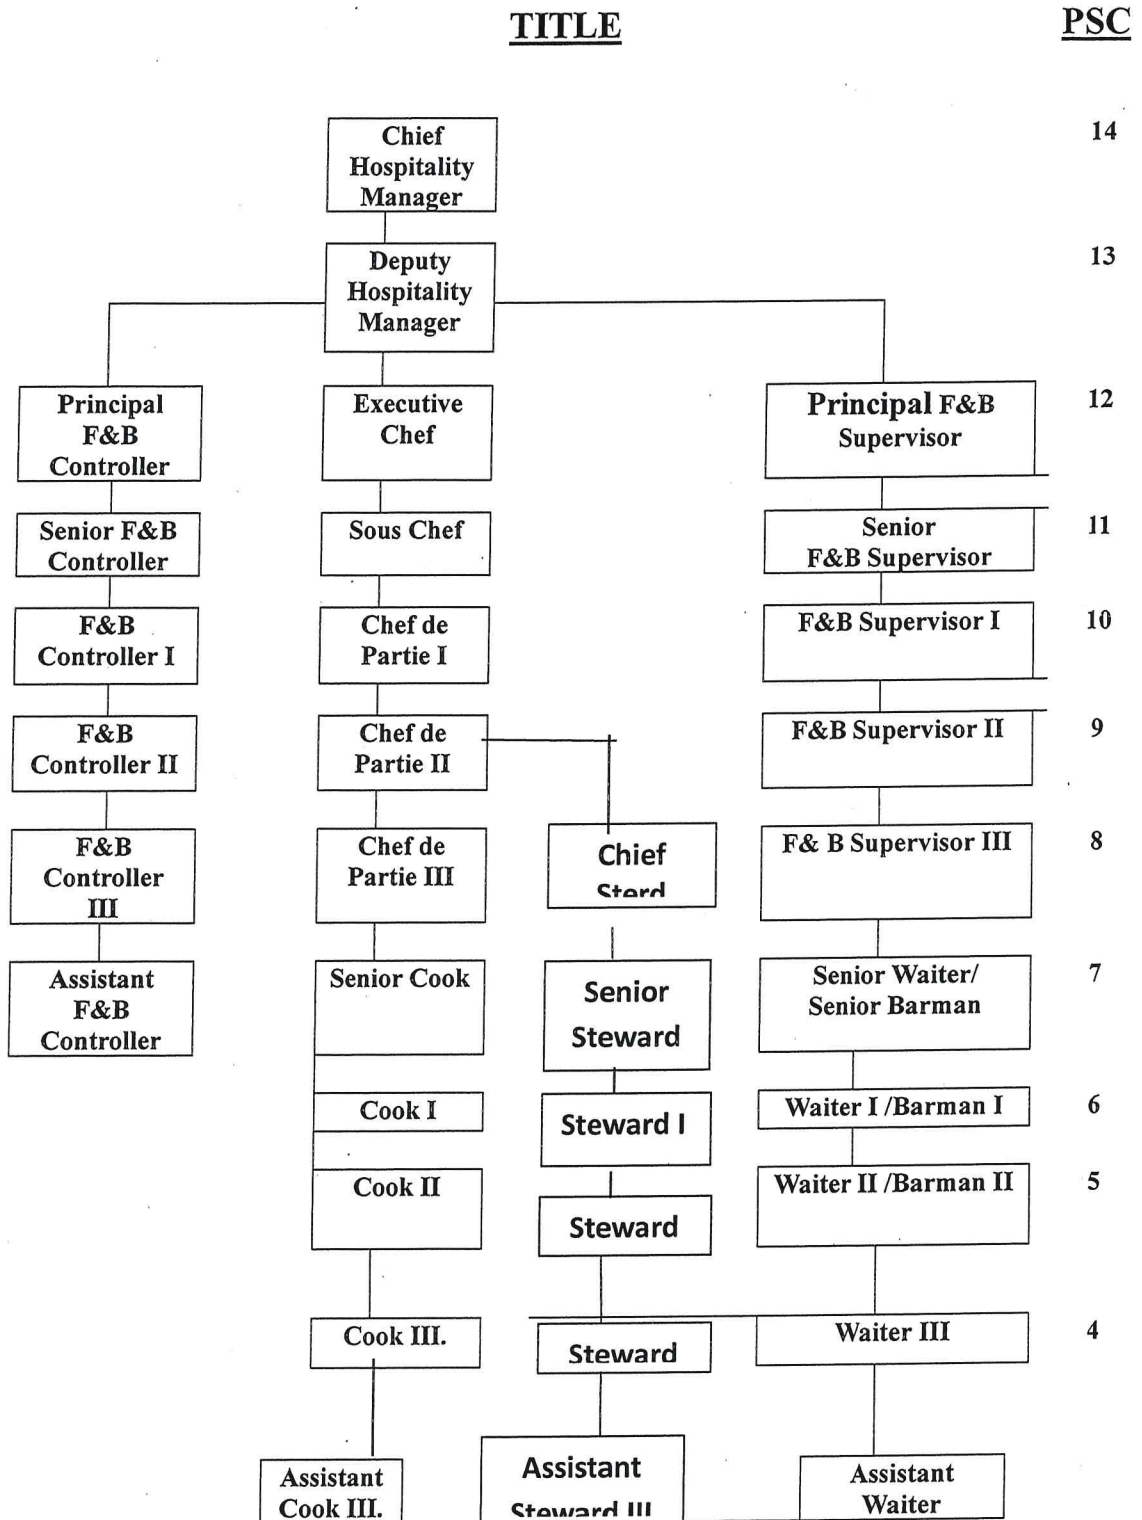 TITLE
PSC
Chief
Hospitality
Manager
14
Deputy
Hospitality
Manager
13
Principal
F&B
Controller
Executive
Chef
Principal F&B
Supervisor
12
Senior F&B
Controller
Sous Chef
Senior
F&B Supervisor
11
F&B
Controller I
Chef de
Partie I
F&B Supervisor I
10
F&B
Controller II
Chef de
Partie II
F&B Supervisor II
9
F&B
Controller
III
Chef de
Partie III
Chief
Sterd
F& B Supervisor III
8
Assistant
F&B
Controller
Senior Cook
Senior
Steward
Senior Waiter/
Senior Barman
7
Cook I
Steward I
Waiter I /Barman I
6
Cook II
Steward
Waiter II /Barman II
5
Cook III.
Steward
Waiter III
4
Assistant
Cook III.
Assistant
Steward III
Assistant
Waiter